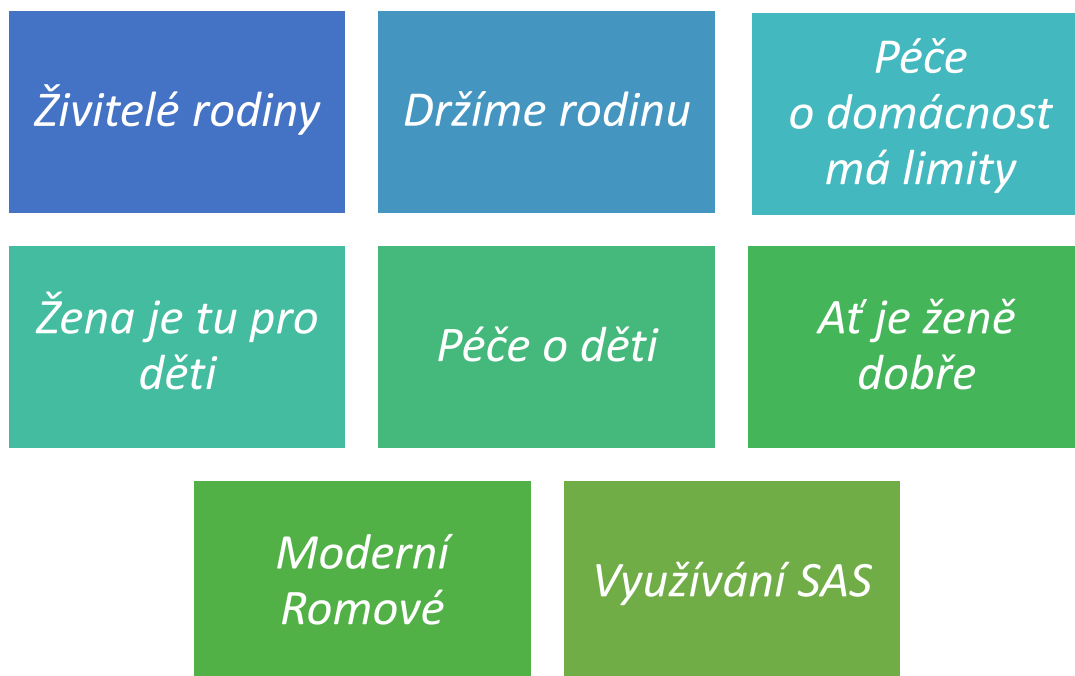 Živitelé rodiny
Držíme rodinu
Péče
o domácnost
má limity
Žena je tu pro
děti
Péče o děti
Ať je ženě
dobře
Moderní
Romové
Využívání SAS